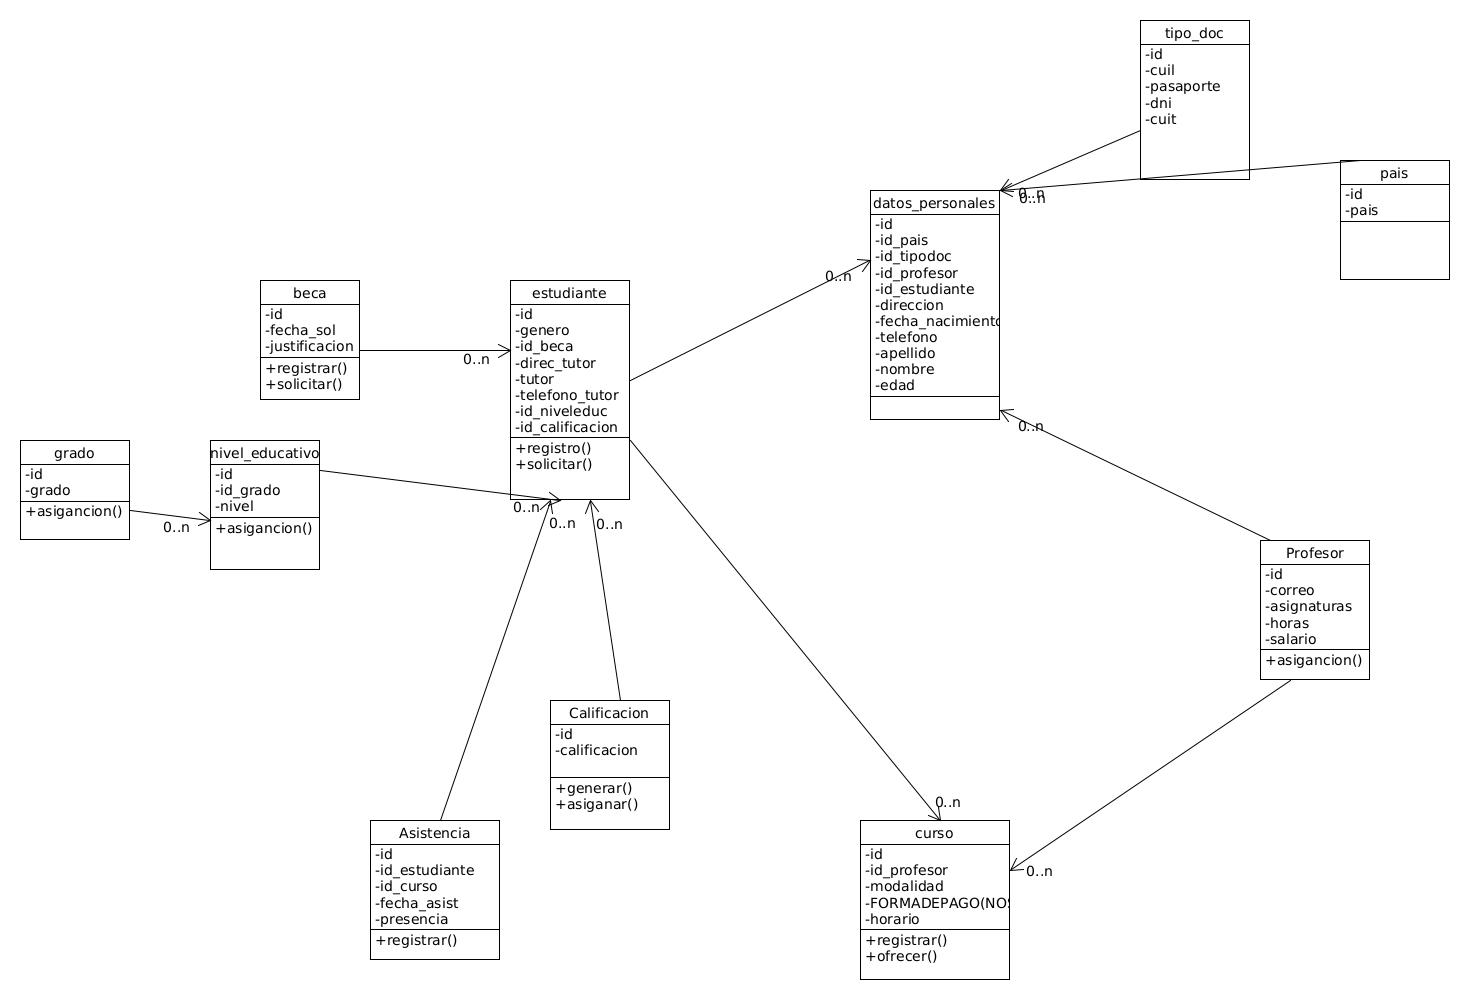 tipo_doc
-id
-cuil
-pasaporte
-dni
-cuit
pais
-id
-pais
0..n
0..n
datos_personales
-id
-id_pais
-id_tipodoc
-id_profesor
-id_estudiante
-direccion
-fecha_nacimiento
-telefono
-apellido
-nombre
-edad
0..n
beca
-id
-fecha_sol
-justificacion
+registrar()
+solicitar()
0..n
estudiante
-id
-genero
-id_beca
-direc_tutor
-tutor
-telefono_tutor
-id_niveleduc
-id_calificacion
+registro()
+solicitar()
0..n
grado
-id
-grado
+asigancion()
0..n
nivel_educativo
-id
-id_grado
-nivel
+asigancion()
0..n
0..n
0..n
Profesor
-id
-correo
-asignaturas
-horas
-salario
+asigancion()
Calificacion
-id
-calificacion
+generar()
+asiganar()
Asistencia
-id
-id_estudiante
-id_curso
-fecha_asist
-presencia
+registrar()
0..n
curso
-id
-id_profesor
-modalidad
-FORMADEPAGO(NOS
-horario
+registrar()
+ofrecer()
0..n